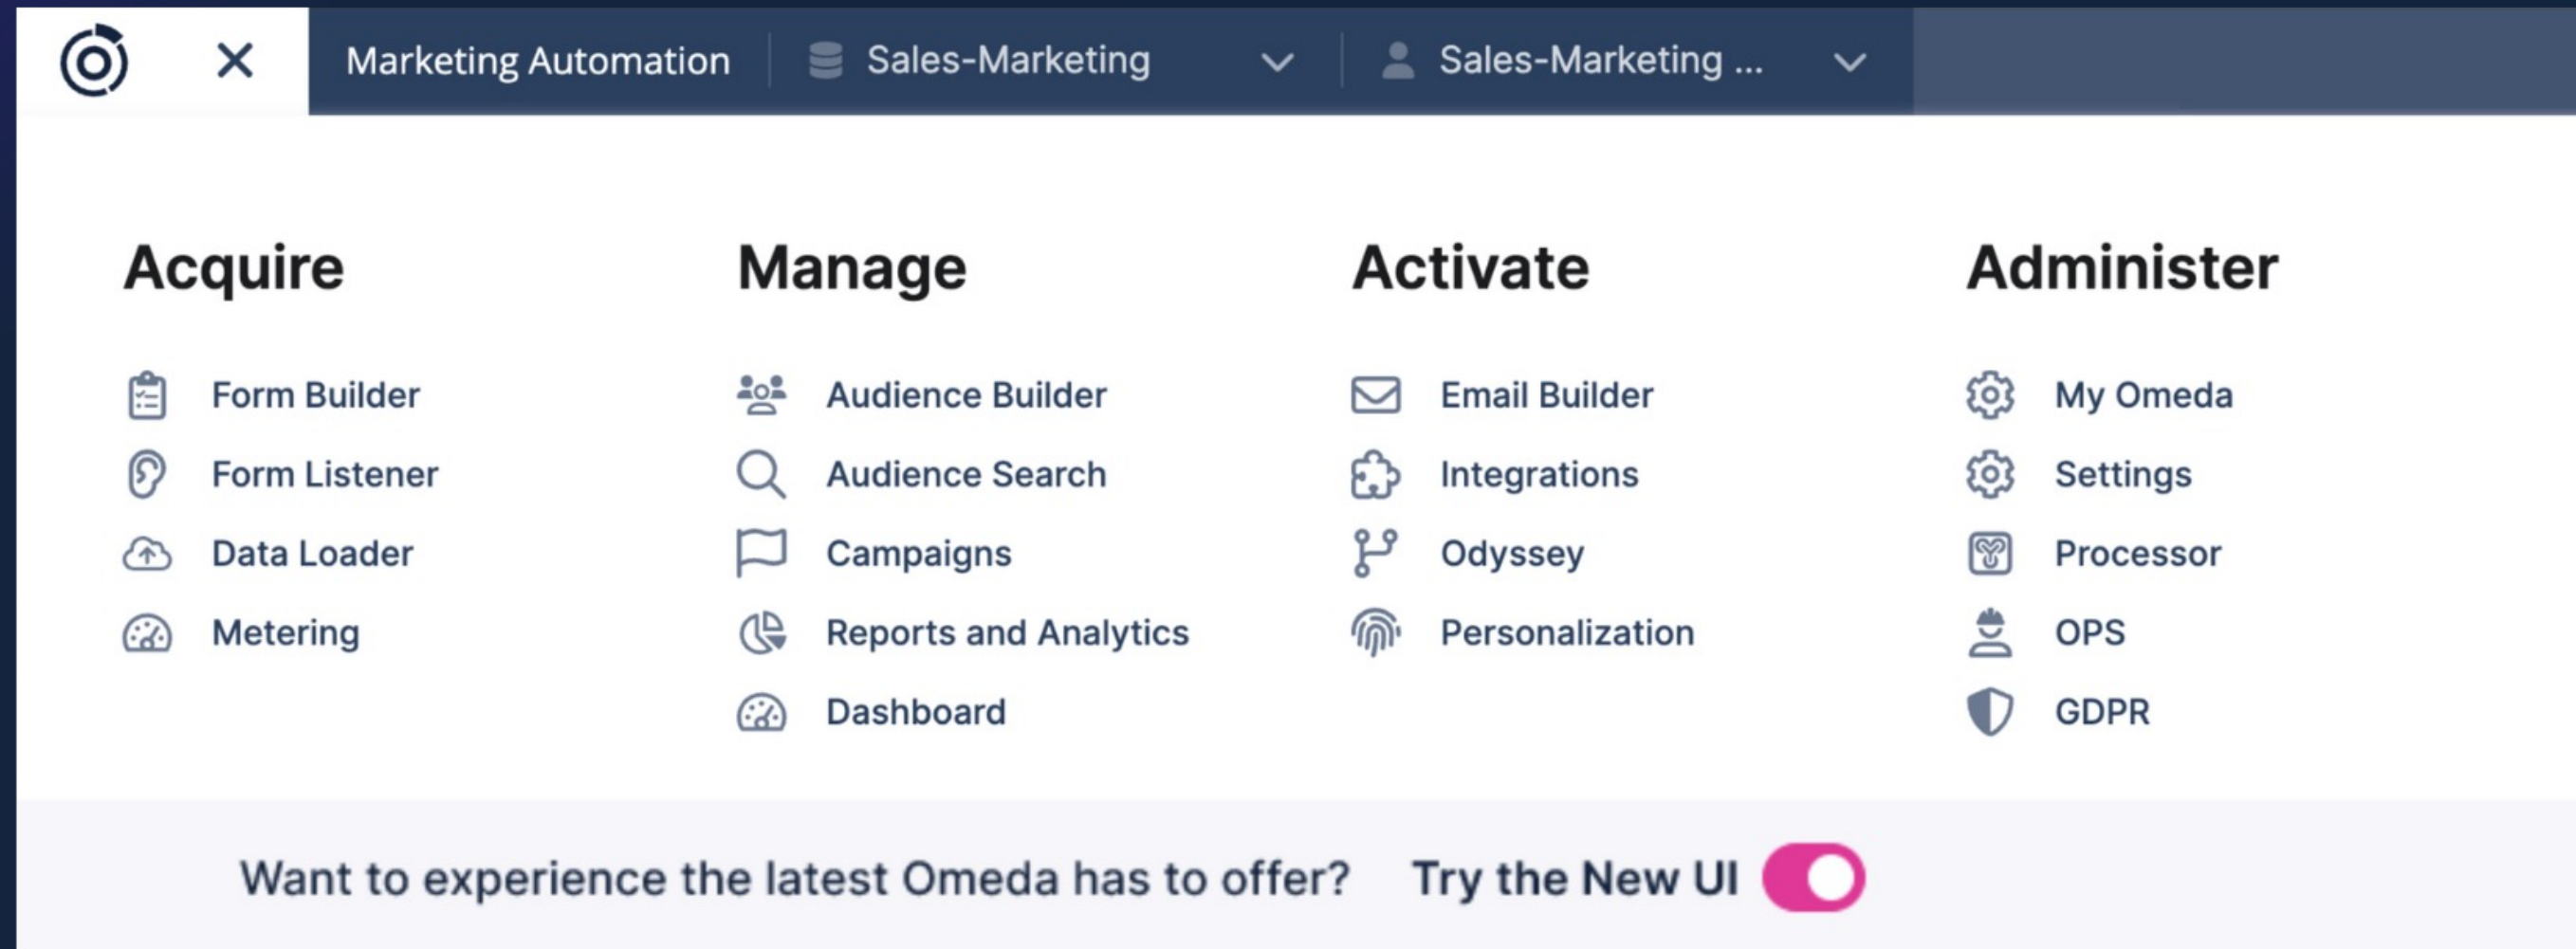 Marketing Automation Sales-Marketing Sales-Marketing ...
Acquire
Form Builder
Form Listener
Data Loader
Metering
Manage
Audience Builder
Audience Search
Campaigns
Reports and Analytics
Dashboard
Activate
Email Builder
Integrations
Odyssey
Personalization
Administer
My Omeda
Settings
Processor
OPS
GDPR
Want to experience the latest Omeda has to offer? Try the New UI